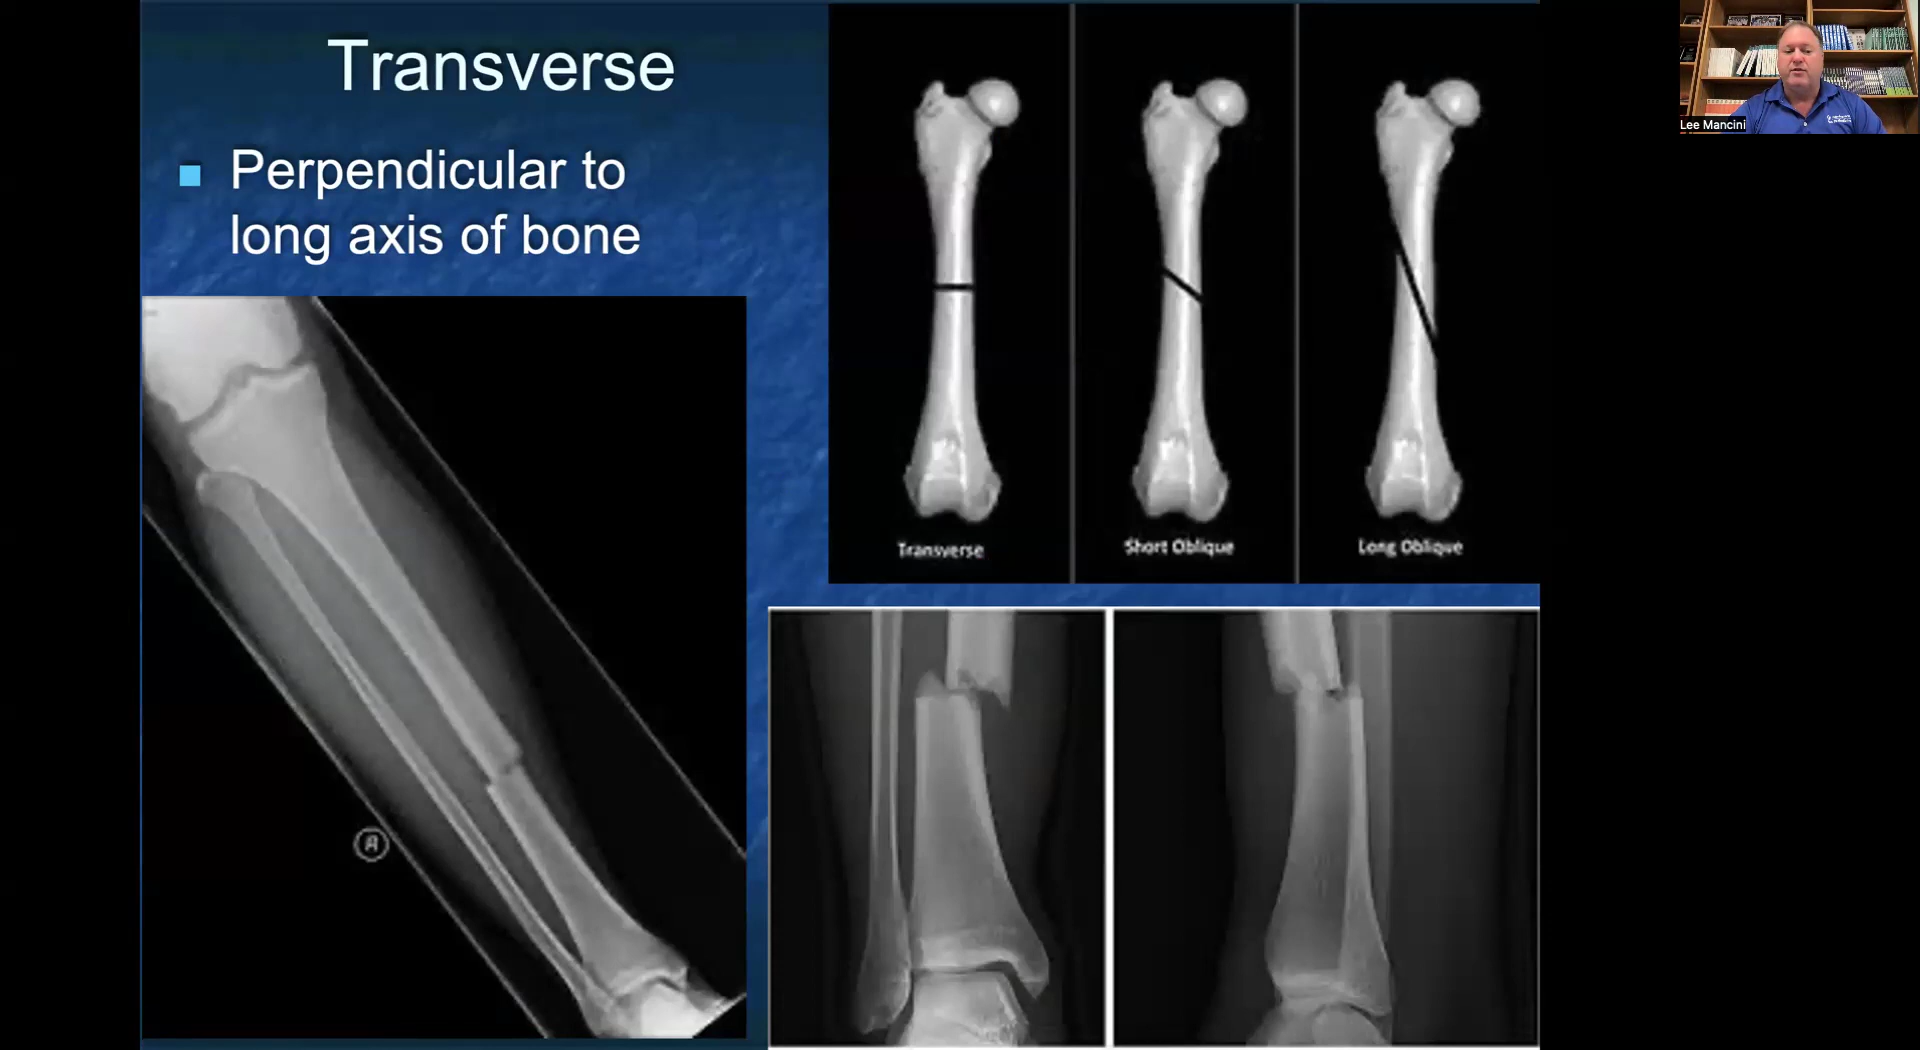 Transverse
Perpendicular to
long axis of bone
Transverse
Short Oblique
Long Oblique
Lee Mancini